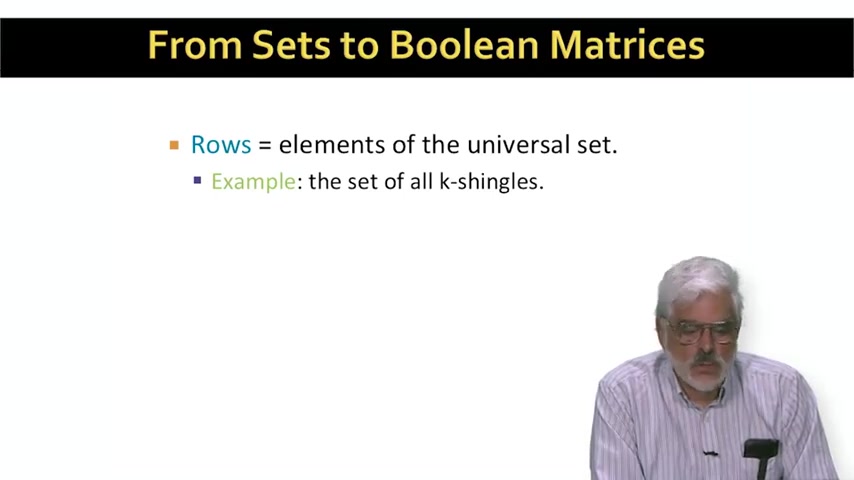 From Sets to Boolean Matrices
Rows = elements of the universal set.
Example: the set of all k-shingles.